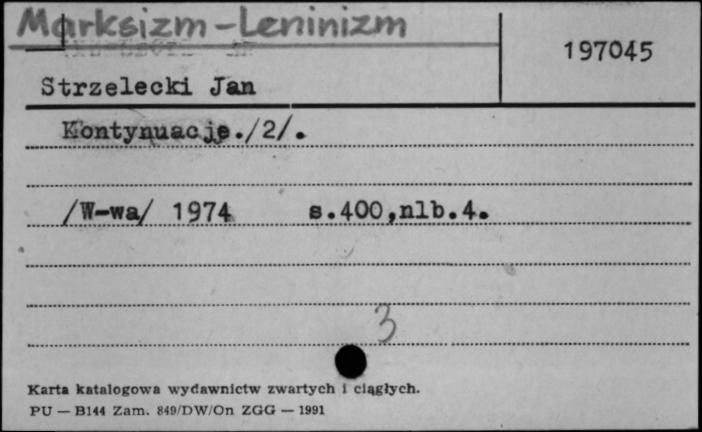 Marksizm-Leninizm
197045
Strzelecki Jan
Kontynuacje./2/.
/W-wa/ 1974 s.400,nlb.4.
3
Karta katalogowa wydawnictw zwartych i ciągłych.
PU — B144 Zam. 849/DW/On ZGG — 1991